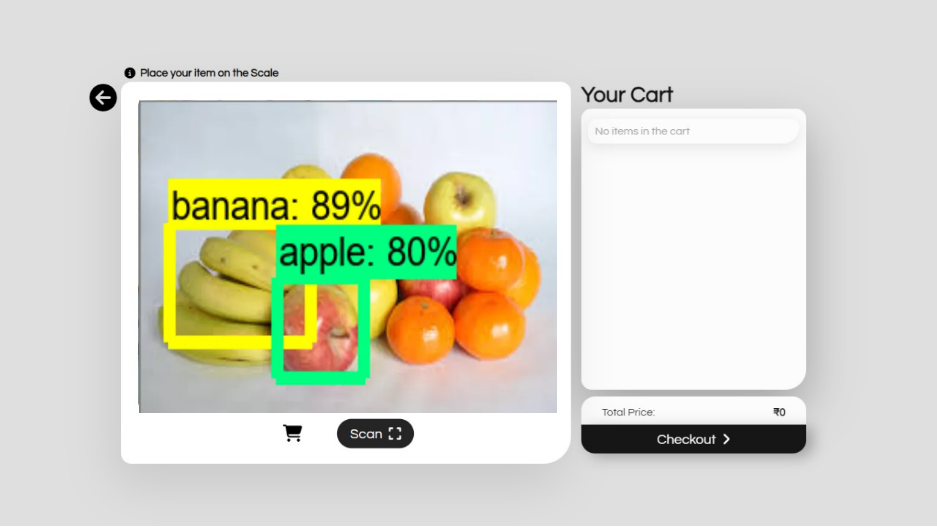 Place your item on the Scale
Your Cart
No items in the cart
banana: 89%
apple: 80%
Total Price: ₹0
Scan
Checkout